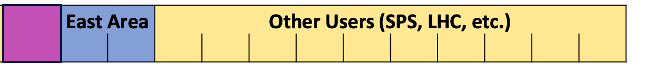 East Area Other Users (SPS, LHC, etc.)